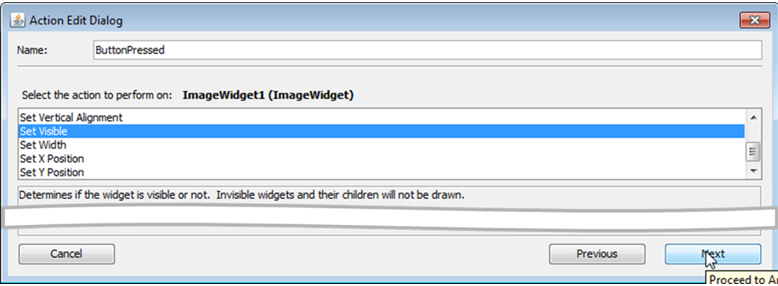 Action Edit Dialog
Name: ButtonPressed
Select the action to perform on: ImageWidget1 (ImageWidget)
Set Vertical Alignment
Set Visible
Set Width
Set X Position
Set Y Position
Determines if the widget is visible or not. Invisible widgets and their children will not be drawn.
Cancel Previous Next
Proceed to